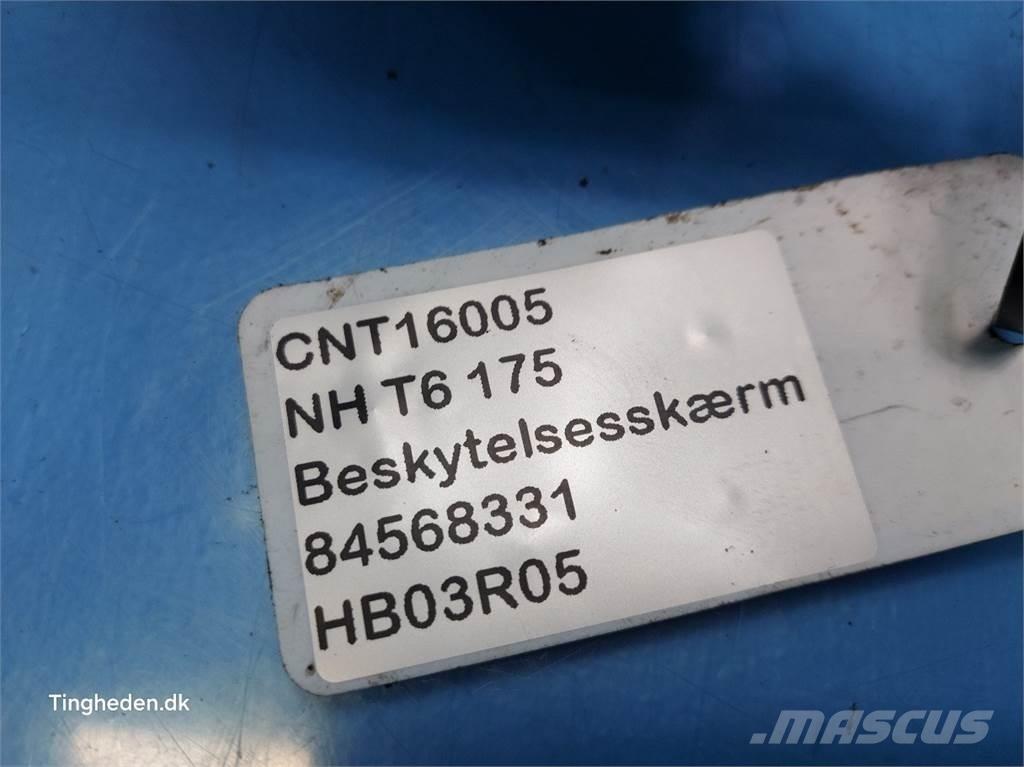 CNT16005
NH T6 175
Beskytelsesskærm
84568331
HB03R05
Tingheden.dk
MASCUS